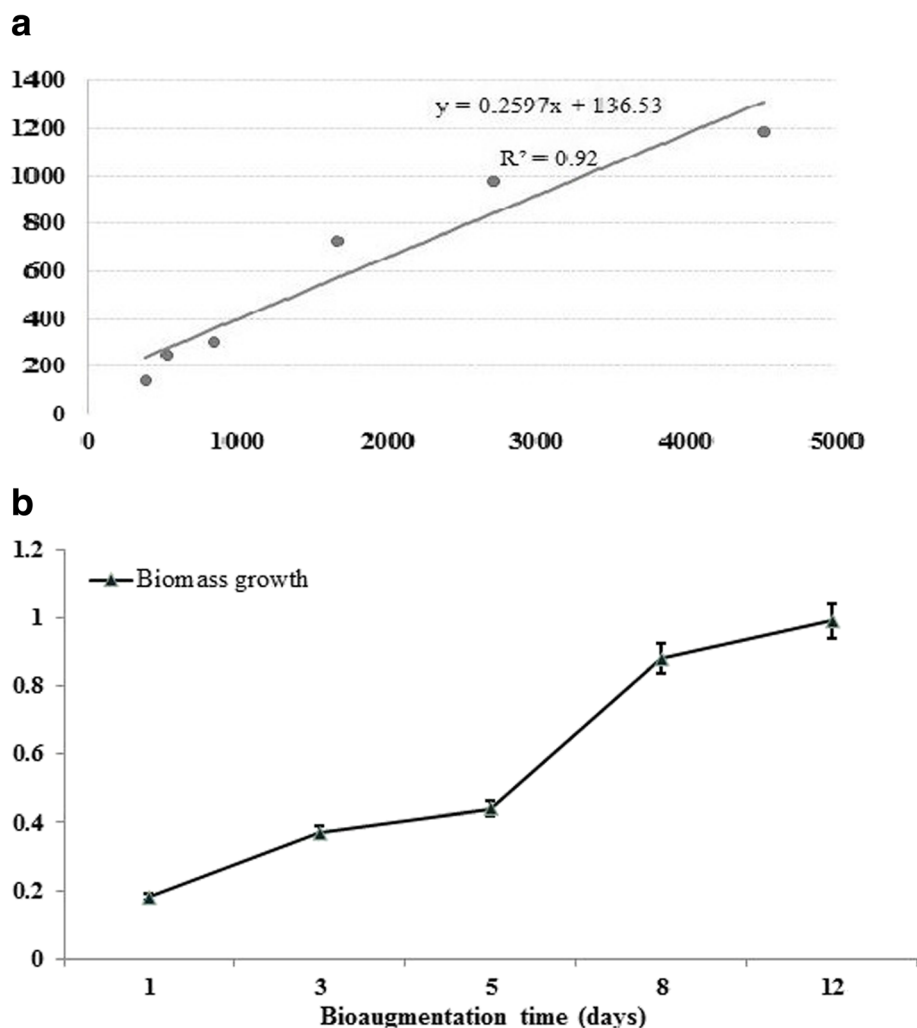 a
1400
1200
1000
800
600
400
200
0
y = 0.2597x + 136.53
R² = 0.92
0 1000 2000 3000 4000 5000
b
1.2
1
0.8
0.6
0.4
0.2
0
Biomass growth
1 3 5 8 12
Bioaugmentation time (days)